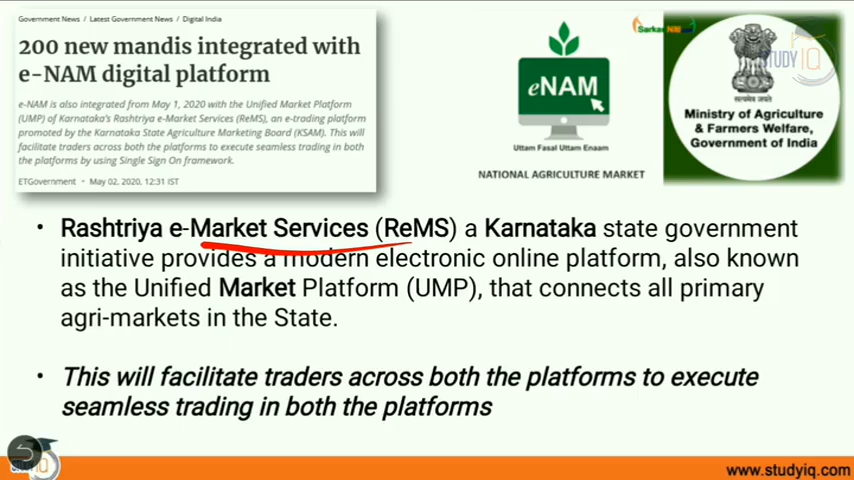 Government News / Latest Government News / Digital India
200 new mandis integrated with
e-NAM digital platform
e-NAM is also integrated from May 1, 2020 with the Unified Market Platform
(UMP) of Karnataka's Rashtriya e-Market Services (ReMS), an e-trading platform
promoted by the Karnataka State Agriculture Marketing Board (KSAM). This will
facilitate traders across both the platforms to execute seamless trading in both
the platforms by using Single Sign On framework.
ETGovernment • May 02, 2020, 12:31 IST
eNAM
Uttam Fasal Uttam Enaam
NATIONAL AGRICULTURE MARKET
STUDY IQ
सत्यमेव जयते
Ministry of Agriculture
& Farmers Welfare,
Government of India
• Rashtriya e-Market Services (ReMS) a Karnataka state government
initiative provides a modern electronic online platform, also known
as the Unified Market Platform (UMP), that connects all primary
agri-markets in the State.
• This will facilitate traders across both the platforms to execute
seamless trading in both the platforms
www.studyiq.com